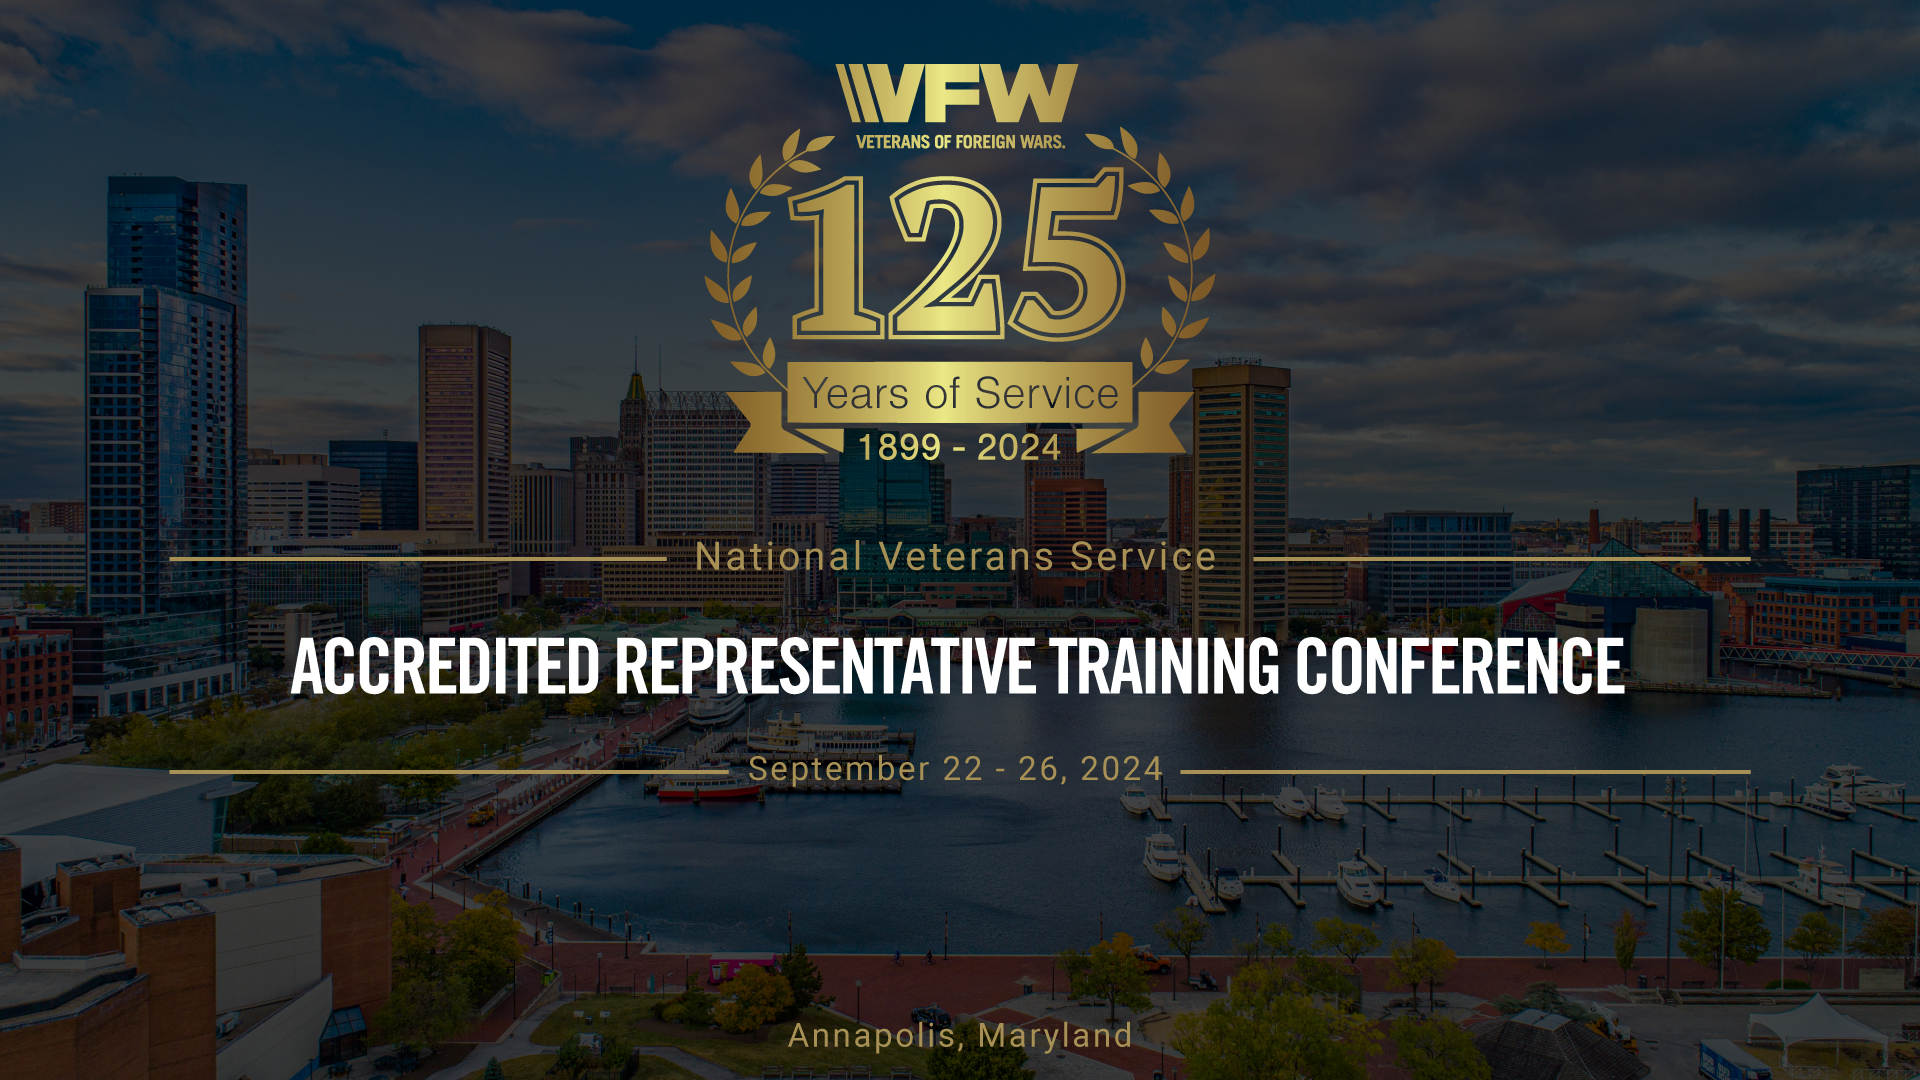 VFW
VETERANS OF FOREIGN WARS.
125
Years of Service
1899 - 2024
National Veterans Service
ACCREDITED REPRESENTATIVE TRAINING CONFERENCE
September 22 - 26, 2024
Annapolis, Maryland